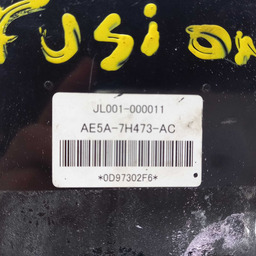 Fusion
JL001-000011
AE5A-7H473-AC
*0D97302F6*